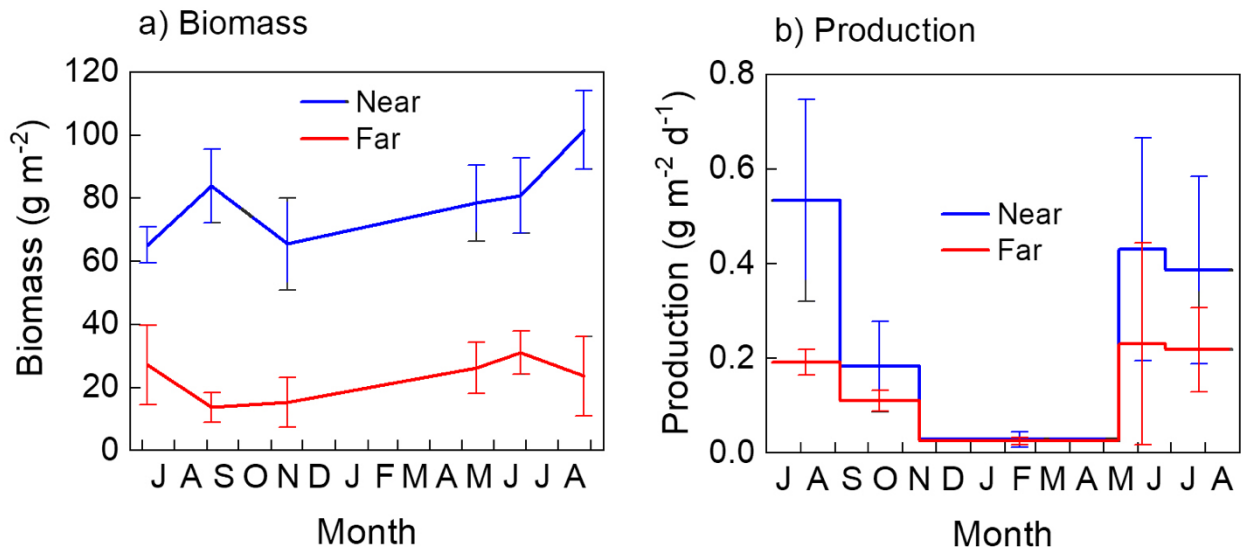 a) Biomass
120
100
80
60
40
20
0
Biomass (g m-2)
Near
Far
J A S O N D J F M A M J J A
Month
b) Production
0.8
0.6
0.4
0.2
0.0
Production (g m-2 d-1)
Near
Far
J A S O N D J F M A M J J A
Month